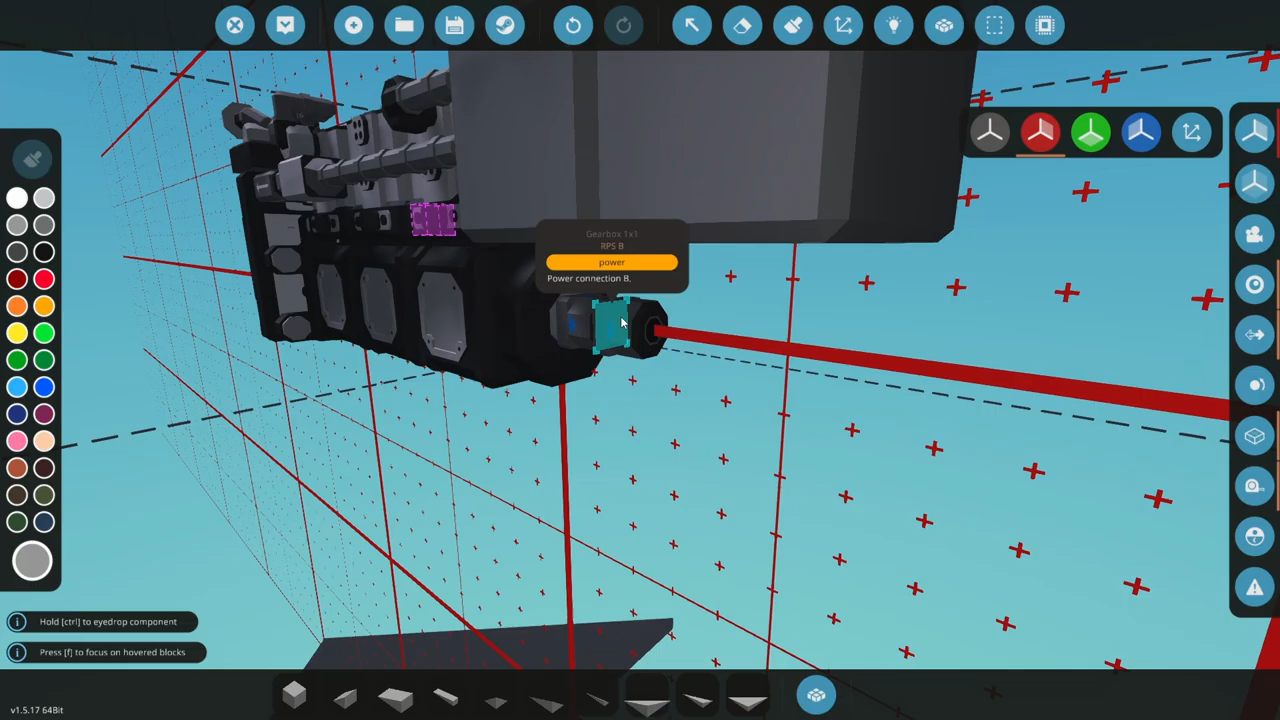 Gearbox 1x1
RPS B
power
Power connection B.
Hold [ctrl] to eyedrop component
Press [f] to focus on hovered blocks
v1.5.17 64Bit